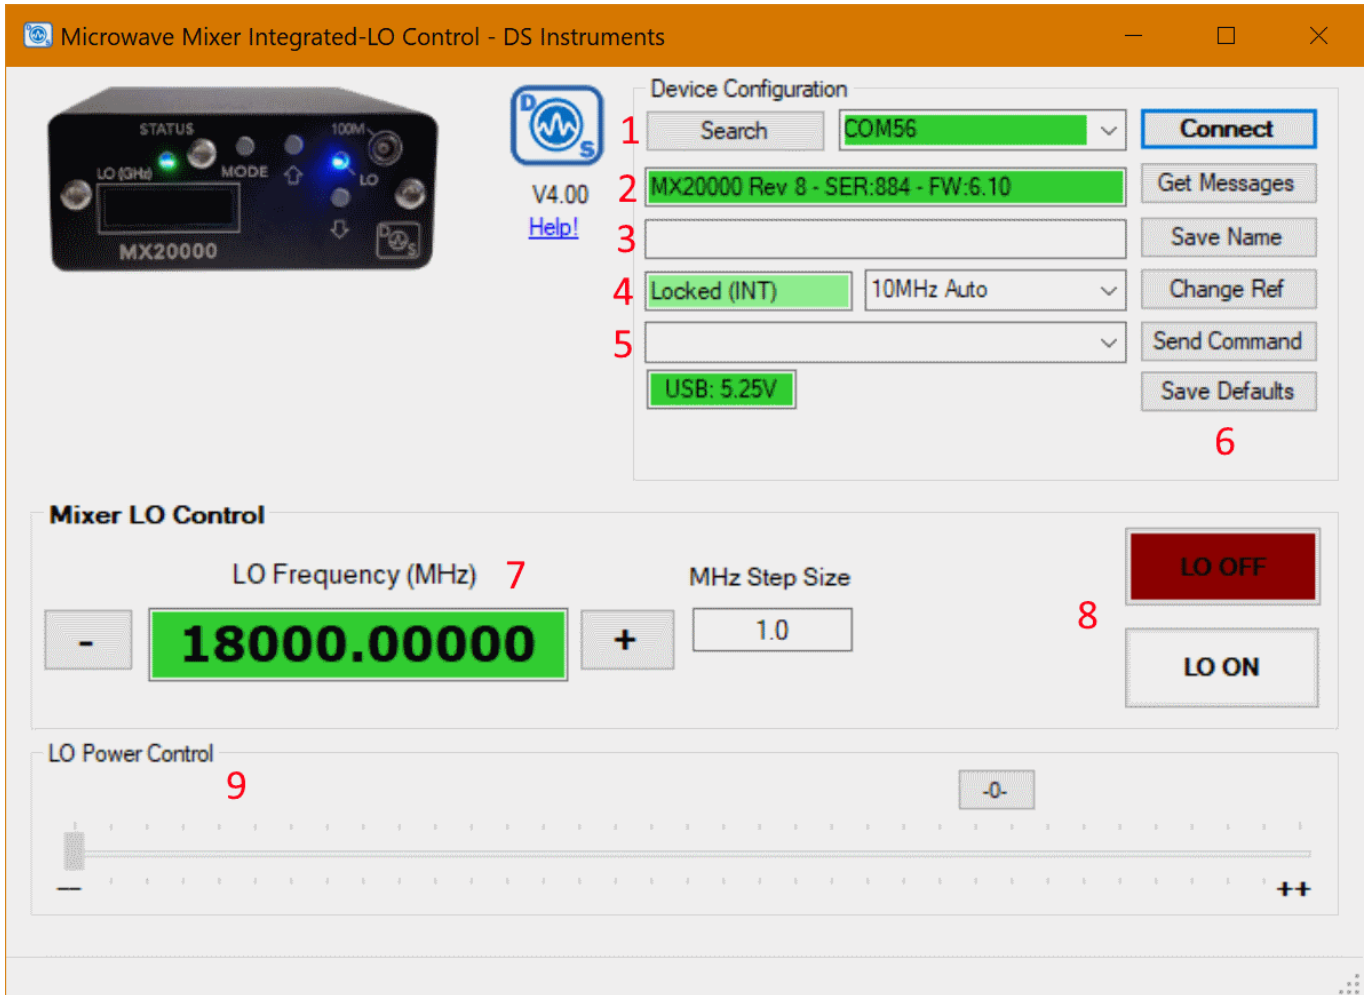 Microwave Mixer Integrated-LO Control - DS Instruments
STATUS
100M
LO (GHz)
MODE
LO
MX20000
D S
D S
V4.00
Help!
Device Configuration
1 Search COM56 Connect
2 MX20000 Rev 8 - SER:884 - FW:6.10 Get Messages
3 Save Name
4 Locked (INT) 10MHz Auto Change Ref
5 Send Command
USB: 5.25V Save Defaults
6
Mixer LO Control
LO Frequency (MHz) 7 MHz Step Size
- 18000.00000 + 1.0
8
LO OFF
LO ON
LO Power Control
9
-0-
-- ++